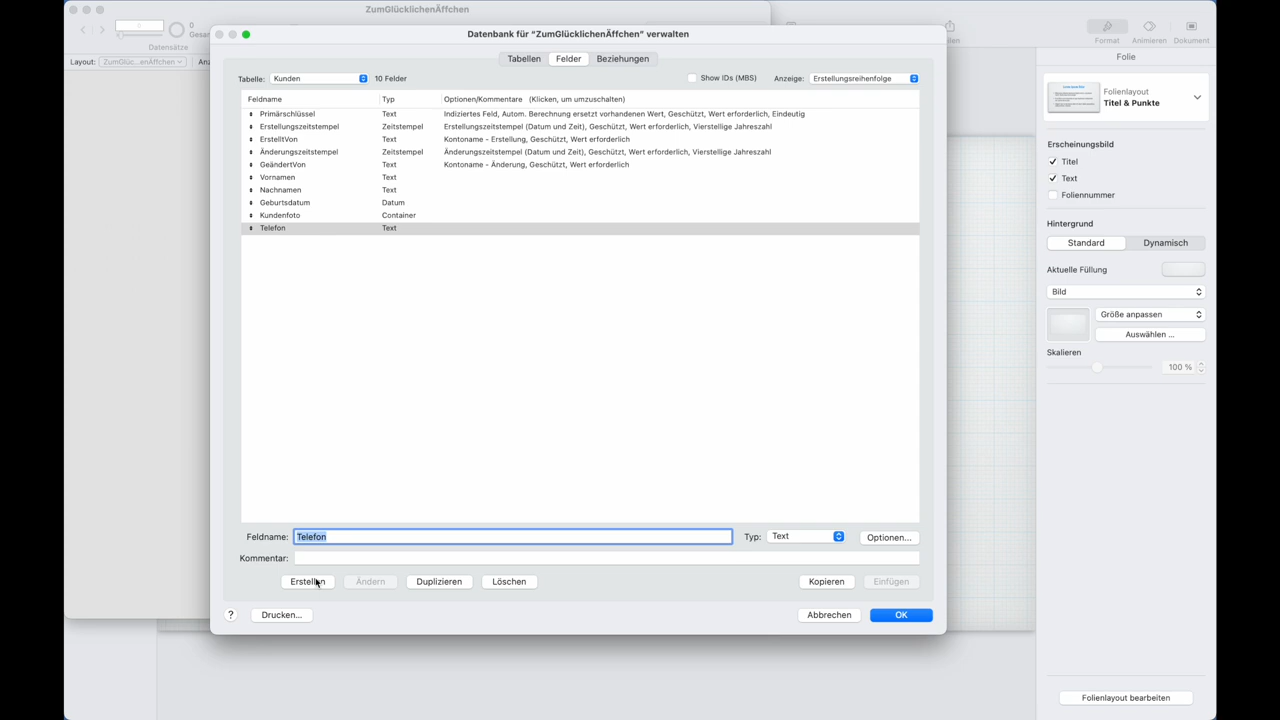 ZumGlücklichenÄffchen
0
0
Datensätze
Layout: ZumGlüc...enÄffchen
Datenbank für "ZumGlücklichenÄffchen" verwalten
Tabellen Felder Beziehungen
Tabelle: Kunden 10 Felder Show IDs (MBS) Anzeige: Erstellungsreihenfolge
Feldname Typ Optionen/Kommentare (Klicken, um umzuschalten)
Primärschlüssel Text Indiziertes Feld, Autom. Berechnung ersetzt vorhandenen Wert, Geschützt, Wert erforderlich, Eindeutig
Erstellungszeitstempel Zeitstempel Erstellungszeitstempel (Datum und Zeit), Geschützt, Wert erforderlich, Vierstellige Jahreszahl
ErstelltVon Text Kontoname - Erstellung, Geschützt, Wert erforderlich
Änderungszeitstempel Zeitstempel Änderungszeitstempel (Datum und Zeit), Geschützt, Wert erforderlich, Vierstellige Jahreszahl
GeändertVon Text Kontoname - Änderung, Geschützt, Wert erforderlich
Vornamen Text
Nachnamen Text
Geburtsdatum Datum
Kundenfoto Container
Telefon Text
Feldname: Telefon Typ: Text Optionen...
Kommentar:
Erstellen Ändern Duplizieren Löschen Kopieren Einfügen
? Drucken... Abbrechen OK
Format Animieren Dokument
Folie
Folienlayout
Titel & Punkte
Erscheinungsbild
Titel
Text
Foliennummer
Hintergrund
Standard Dynamisch
Aktuelle Füllung
Bild
Größe anpassen
Auswählen ...
Skalieren
100 %
Folienlayout bearbeiten